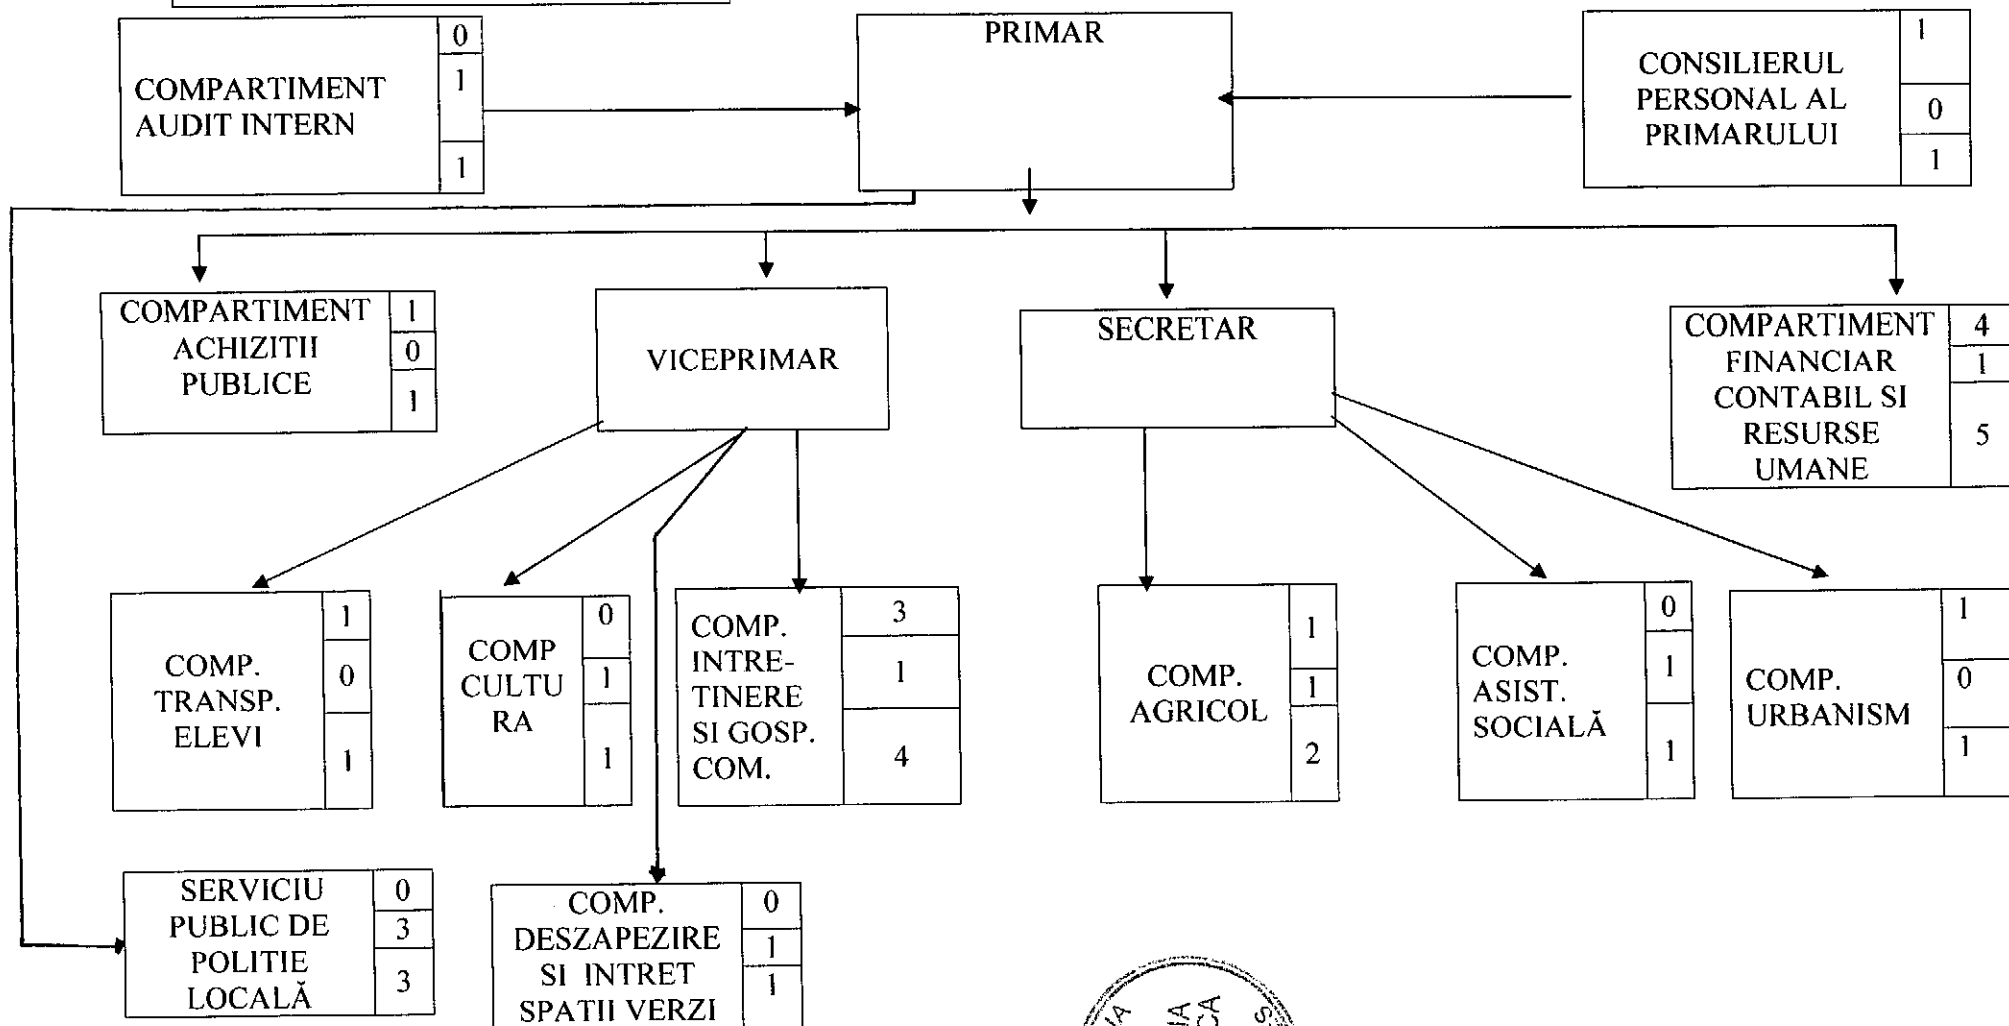 COMPARTIMENT
AUDIT INTERN
0
1
1
PRIMAR
CONSILIERUL
PERSONAL AL
PRIMARULUI
1
0
1
COMPARTIMENT
ACHIZITII
PUBLICE
1
0
1
VICEPRIMAR
SECRETAR
COMPARTIMENT
FINANCIAR
CONTABIL SI
RESURSE
UMANE
4
1
5
COMP.
TRANSP.
ELEVI
1
0
1
COMP
CULTU
RA
0
1
1
COMP.
INTRE-
TINERE
SI GOSP.
COM.
3
1
4
COMP.
AGRICOL
1
1
2
COMP.
ASIST.
SOCIALĂ
0
1
1
COMP.
URBANISM
1
0
1
SERVICIU
PUBLIC DE
POLITIE
LOCALĂ
0
3
3
COMP.
DESZAPEZIRE
SI INTRET
SPATII VERZI
0
1
1